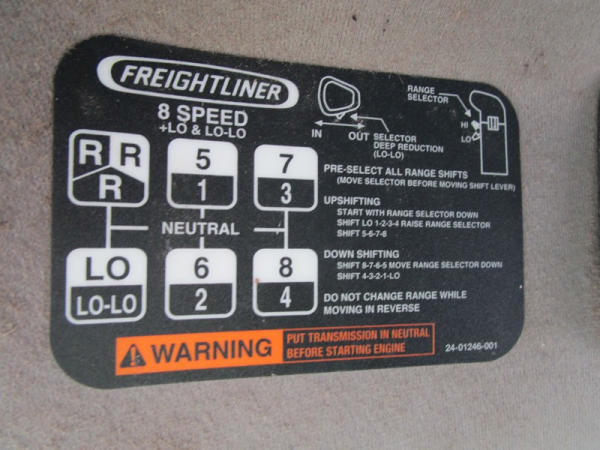 FREIGHTLINER
8 SPEED
+LO & LO-LO
R R
R
5
1
7
3
NEUTRAL
LO
LO-LO
6
2
8
4
IN OUT
SELECTOR
DEEP REDUCTION
(LO-LO)
RANGE
SELECTOR
HI
LO
PRE-SELECT ALL RANGE SHIFTS
(MOVE SELECTOR BEFORE MOVING SHIFT LEVER)
UPSHIFTING
START WITH RANGE SELECTOR DOWN
SHIFT LO 1-2-3-4 RAISE RANGE SELECTOR
SHIFT 5-6-7-8
DOWN SHIFTING
SHIFT 8-7-6-5 MOVE RANGE SELECTOR DOWN
SHIFT 4-3-2-1-LO
DO NOT CHANGE RANGE WHILE
MOVING IN REVERSE
WARNING
PUT TRANSMISSION IN NEUTRAL
BEFORE STARTING ENGINE
24-01246-001